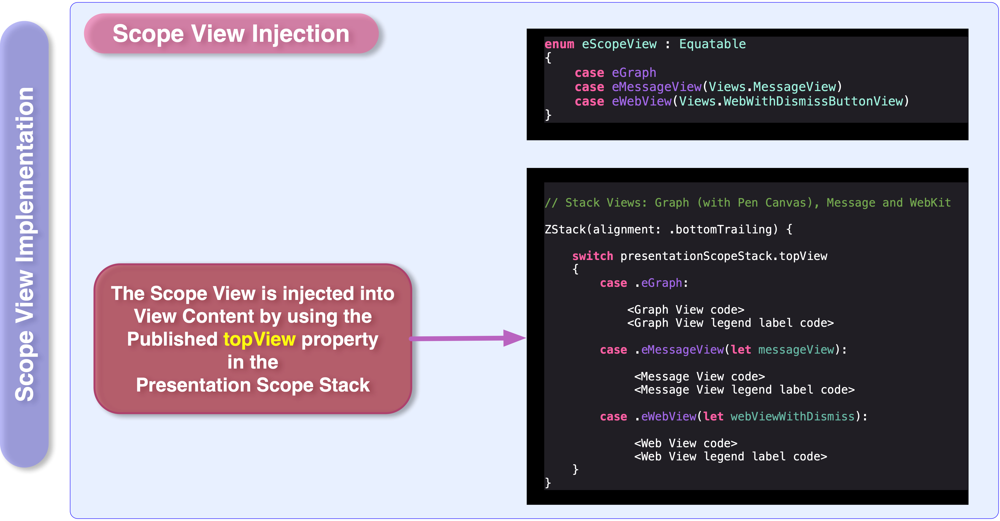 Scope View Implementation
Scope View Injection
enum eScopeView : Equatable
{
    case eGraph
    case eMessageView(Views.MessageView)
    case eWebView(Views.WebWithDismissButtonView)
}
The Scope View is injected into
View Content by using the
Published topView property
in the
Presentation Scope Stack
// Stack Views: Graph (with Pen Canvas), Message and WebKit
ZStack(alignment: .bottomTrailing) {
    switch presentationScopeStack.topView
    {
        case .eGraph:
            <Graph View code>
            <Graph View legend label code>
        case .eMessageView(let messageView):
             <Message View code>
             <Message View legend label code>
        case .eWebView(let webViewWithDismiss):
             <Web View code>
             <Web View legend label code>
    }
}